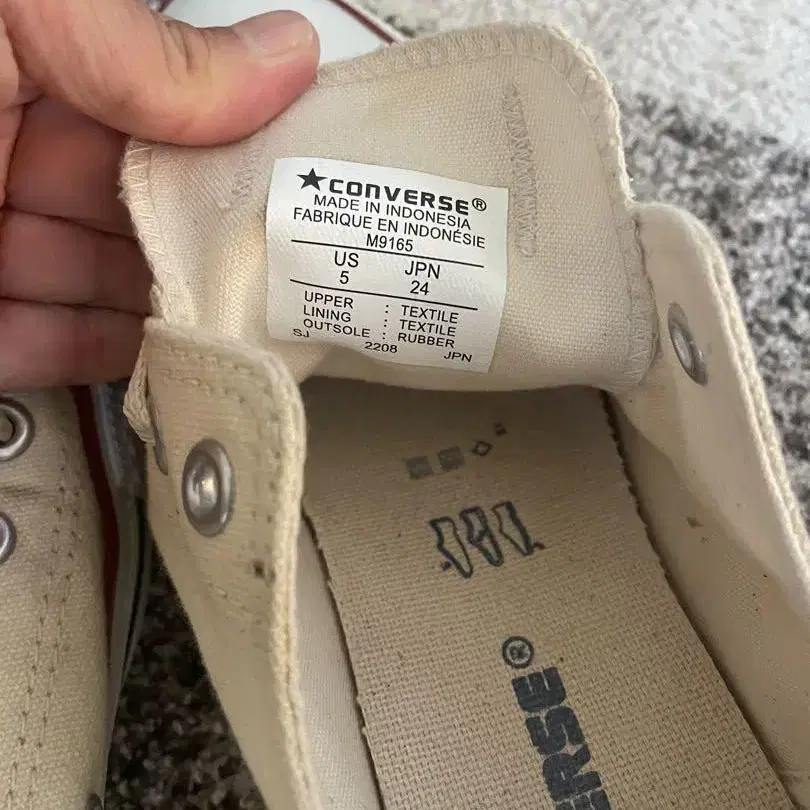 ★CONVERSE®
MADE IN INDONESIA
FABRIQUE EN INDONÉSIE
M9165
US JPN
5 24
UPPER : TEXTILE
LINING : TEXTILE
OUTSOLE : RUBBER
SJ 2208 JPN
ERSE®